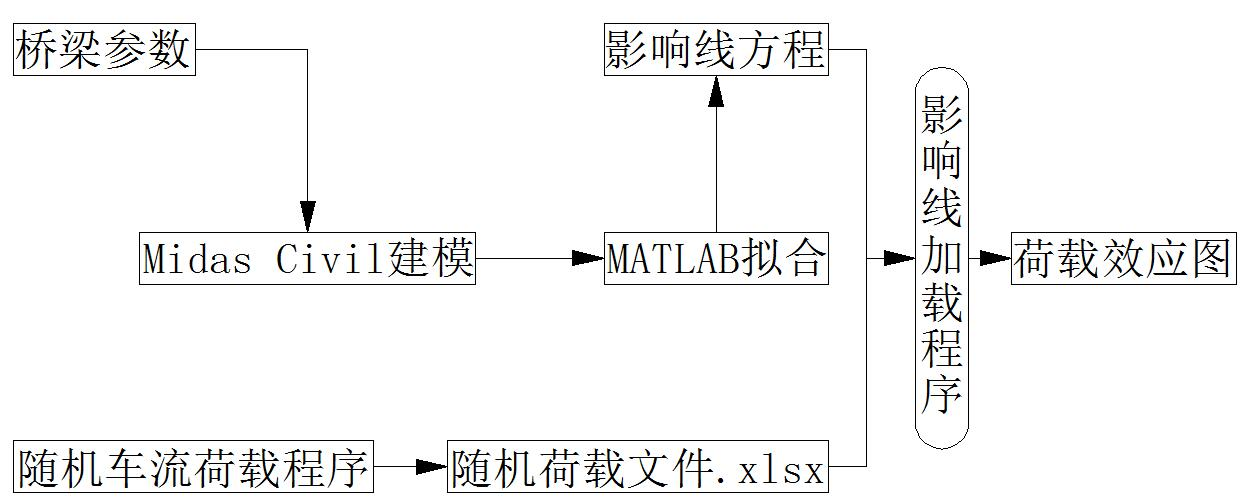 桥梁参数
影响线方程
影响线加载程序
Midas Civil建模
MATLAB拟合
荷载效应图
随机车流荷载程序
随机荷载文件.xlsx